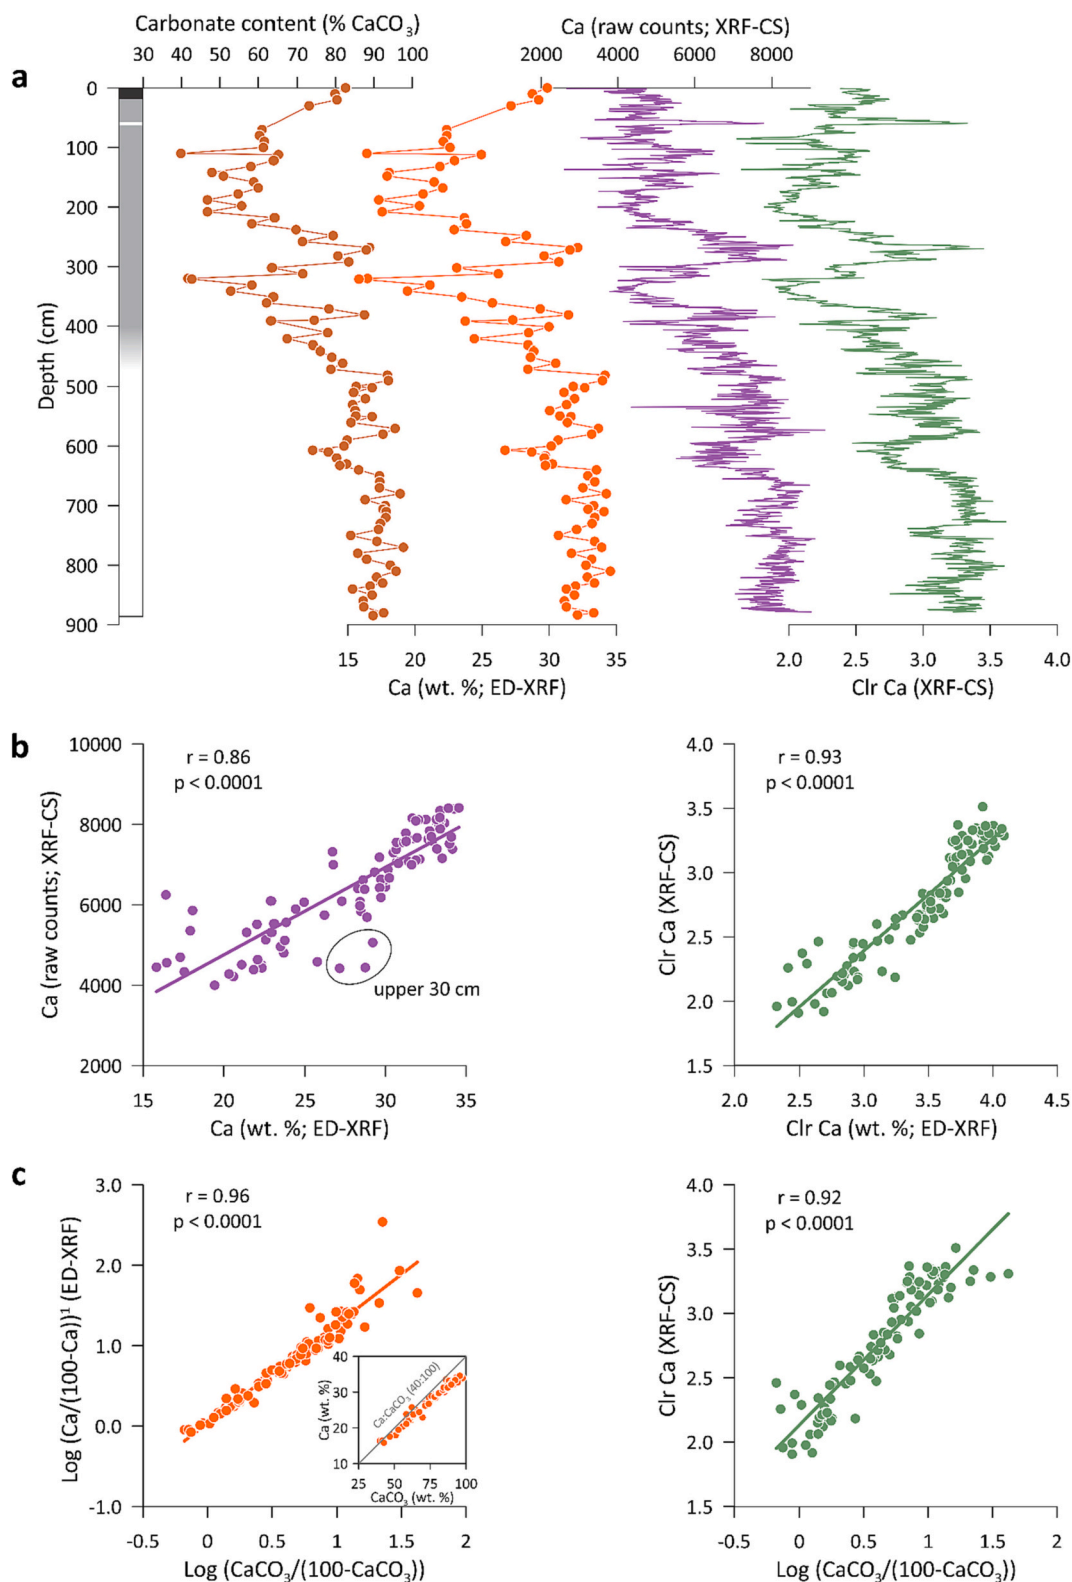 Carbonate content (% CaCO₃)
Ca (raw counts; XRF-CS)
30 40 50 60 70 80 90 100
2000 4000 6000 8000
a
0
100
200
300
400
500
600
700
800
900
Depth (cm)
15 20 25 30 35
2.0 2.5 3.0 3.5 4.0
Ca (wt. %; ED-XRF)
Clr Ca (XRF-CS)
b
10000
8000
6000
4000
2000
Ca (raw counts; XRF-CS)
r = 0.86
p < 0.0001
upper 30 cm
15 20 25 30 35
Ca (wt. %; ED-XRF)
4.0
3.5
3.0
2.5
2.0
1.5
Clr Ca (XRF-CS)
r = 0.93
p < 0.0001
2.0 2.5 3.0 3.5 4.0 4.5
Clr Ca (wt. %; ED-XRF)
c
3.0
2.0
1.0
0.0
-1.0
Log (Ca/(100-Ca))¹ (ED-XRF)
r = 0.96
p < 0.0001
40
30
20
10
Ca (wt. %)
Ca:CaCO₃ (40:100)
25 50 75 100
CaCO₃ (wt. %)
-0.5 0 0.5 1 1.5 2
Log (CaCO₃/(100-CaCO₃))
4.0
3.5
3.0
2.5
2.0
1.5
Clr Ca (XRF-CS)
r = 0.92
p < 0.0001
-0.5 0 0.5 1 1.5 2
Log (CaCO₃/(100-CaCO₃))